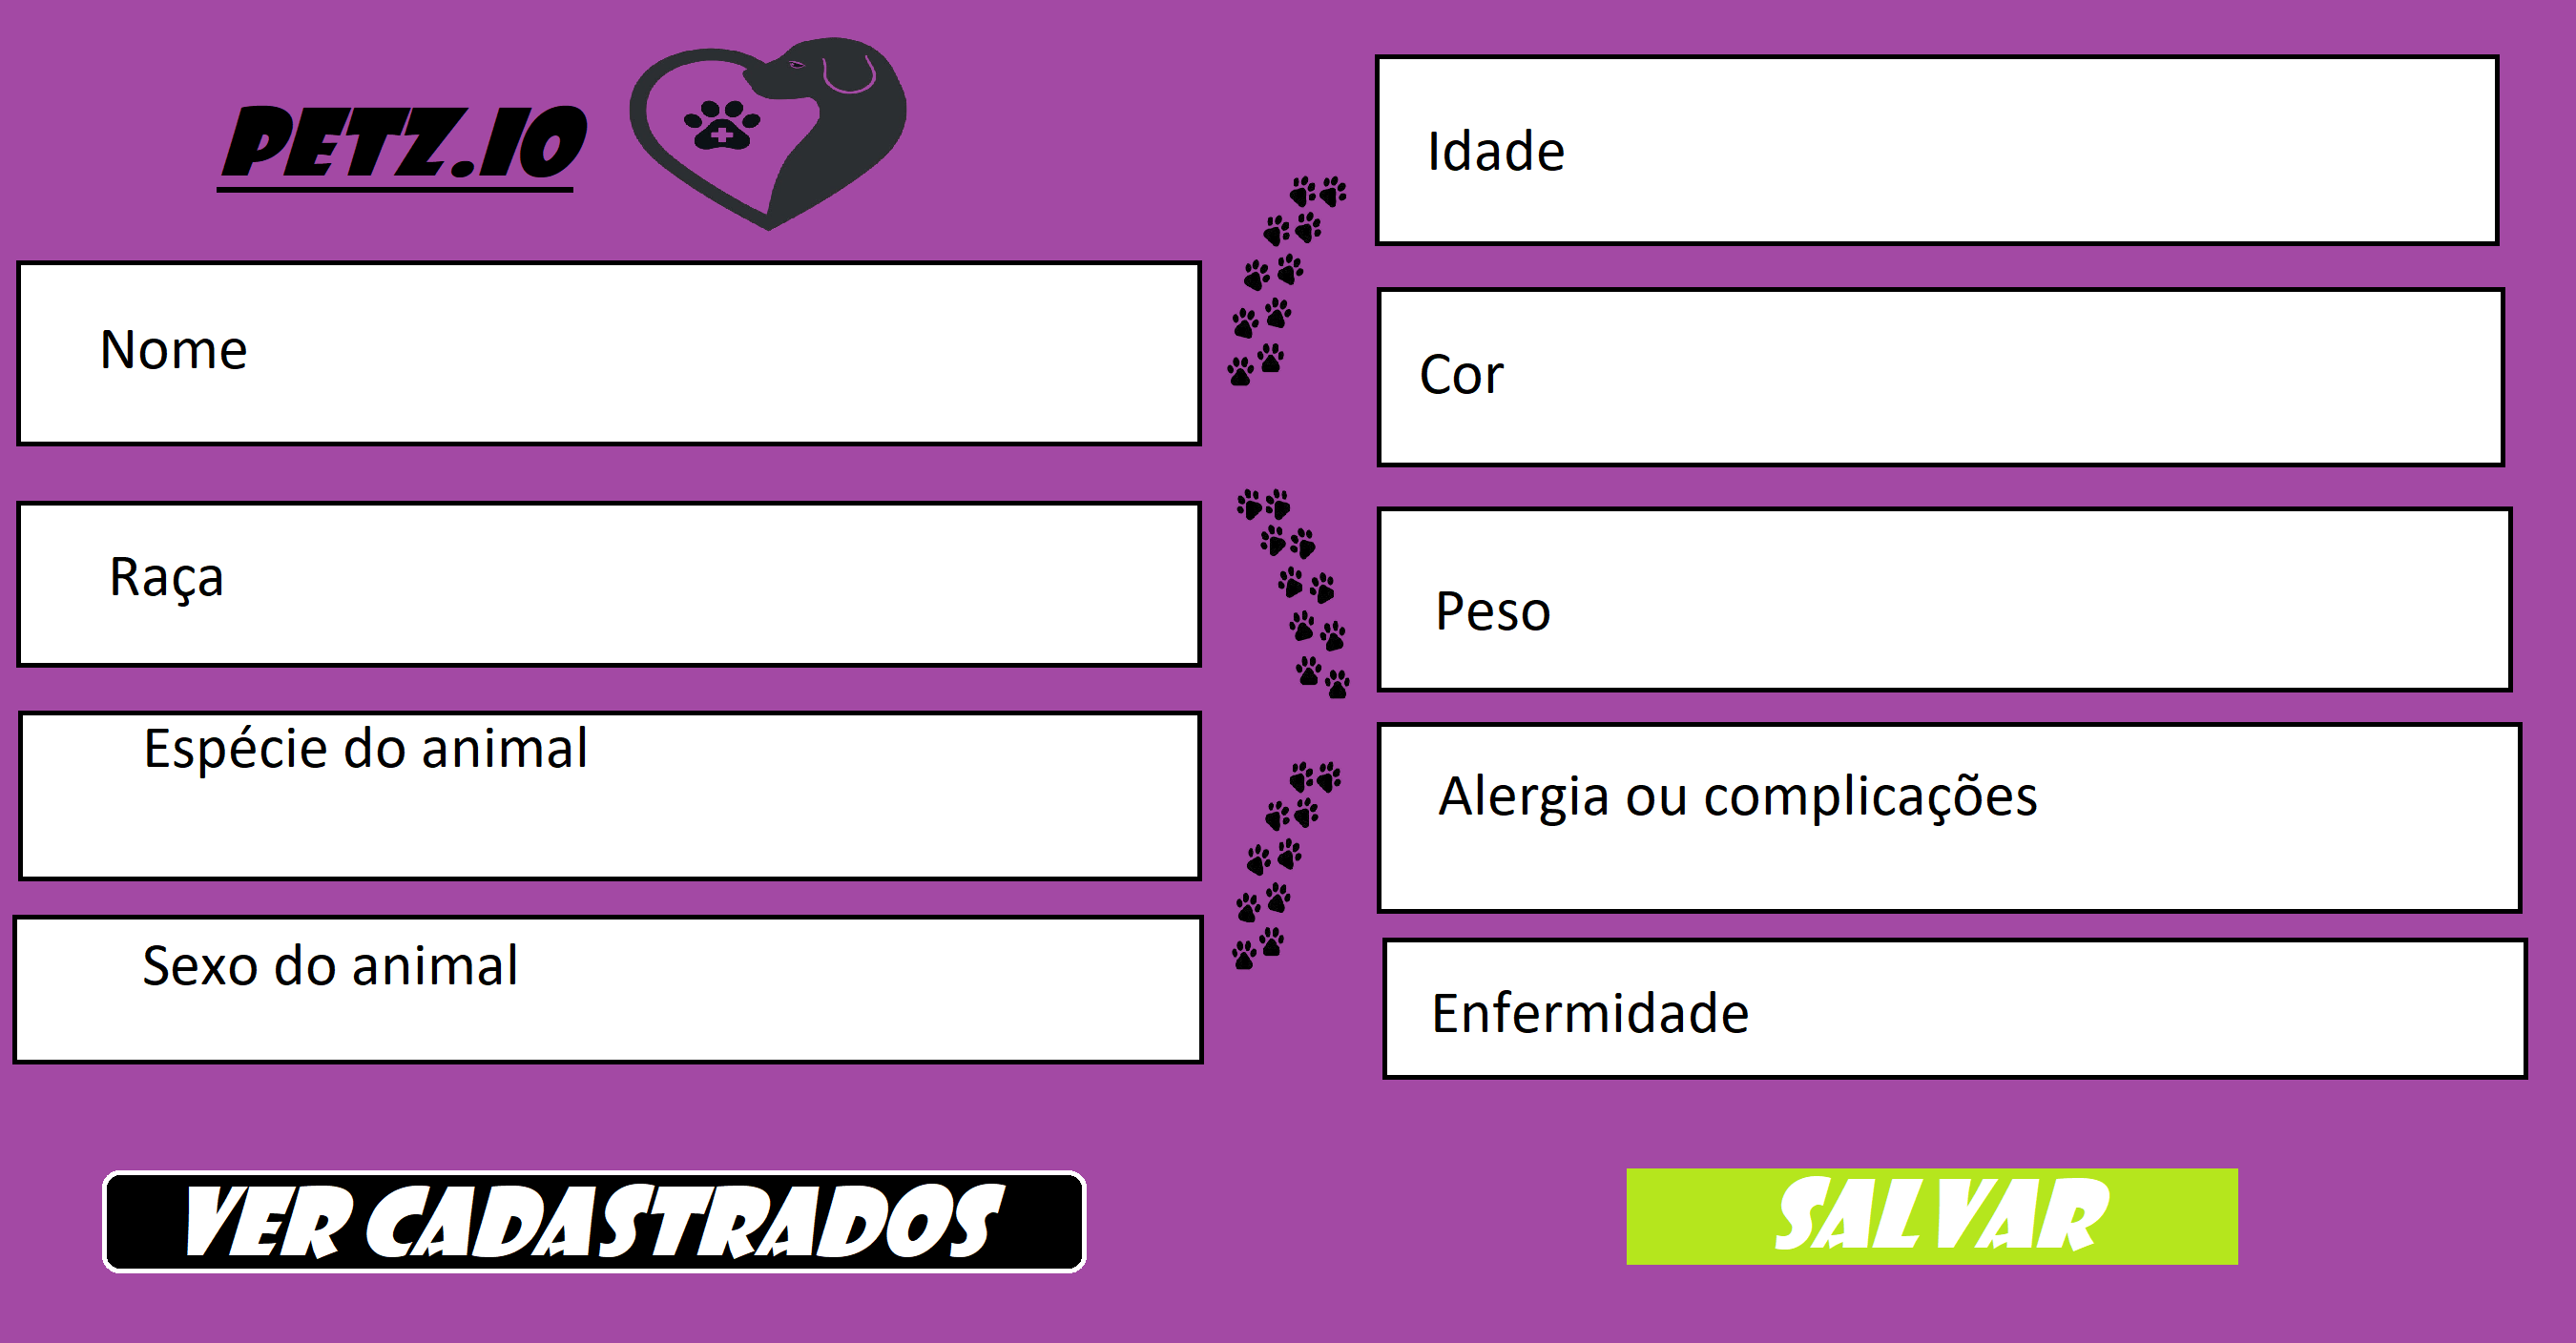 PETZ.IO
Nome
Raça
Espécie do animal
Sexo do animal
Idade
Cor
Peso
Alergia ou complicações
Enfermidade
VER CADASTRADOS
SALVAR